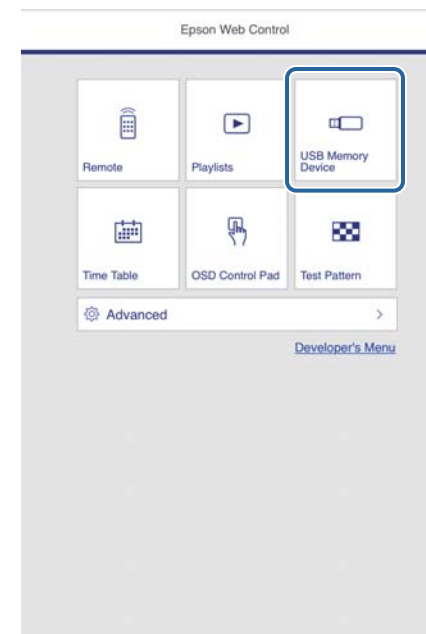 Epson Web Control
Remote
Playlists
USB Memory
Device
Time Table
OSD Control Pad
Test Pattern
Advanced
Developer's Menu